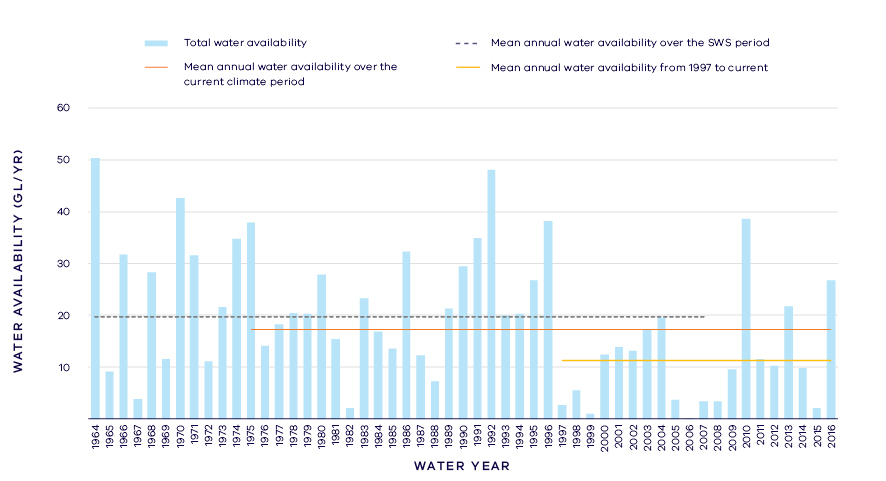 Total water availability
Mean annual water availability over the SWS period
Mean annual water availability over the
current climate period
Mean annual water availability from 1997 to current
WATER AVAILABILITY (GL/YR)
60
50
40
30
20
10
1964 1965 1966 1967 1968 1969 1970 1971 1972 1973 1974 1975 1976 1977 1978 1979 1980 1981 1982 1983 1984 1985 1986 1987 1988 1989 1990 1991 1992 1993 1994 1995 1996 1997 1998 1999 2000 2001 2002 2003 2004 2005 2006 2007 2008 2009 2010 2011 2012 2013 2014 2015 2016
WATER YEAR